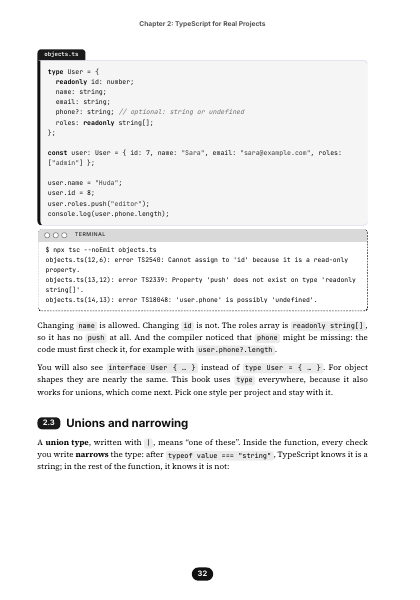 Chapter 2: TypeScript for Real Projects
objects.ts
type User = {
  readonly id: number;
  name: string;
  email: string;
  phone?: string; // optional: string or undefined
  roles: readonly string[];
};

const user: User = { id: 7, name: "Sara", email: "sara@example.com", roles:
["admin"] };

user.name = "Huda";
user.id = 8;
user.roles.push("editor");
console.log(user.phone.length);
TERMINAL
$ npx tsc --noEmit objects.ts
objects.ts(12,6): error TS2540: Cannot assign to 'id' because it is a read-only
property.
objects.ts(13,12): error TS2339: Property 'push' does not exist on type 'readonly
string[]'.
objects.ts(14,13): error TS18048: 'user.phone' is possibly 'undefined'.
Changing name is allowed. Changing id is not. The roles array is readonly string[],
so it has no push at all. And the compiler noticed that phone might be missing: the
code must first check it, for example with user.phone?.length.
You will also see interface User { … } instead of type User = { … }. For object
shapes they are nearly the same. This book uses type everywhere, because it also
works for unions, which come next. Pick one style per project and stay with it.
2.3 Unions and narrowing
A union type, written with |, means “one of these”. Inside the function, every check
you write narrows the type: after typeof value === "string", TypeScript knows it is a
string; in the rest of the function, it knows it is not:
32